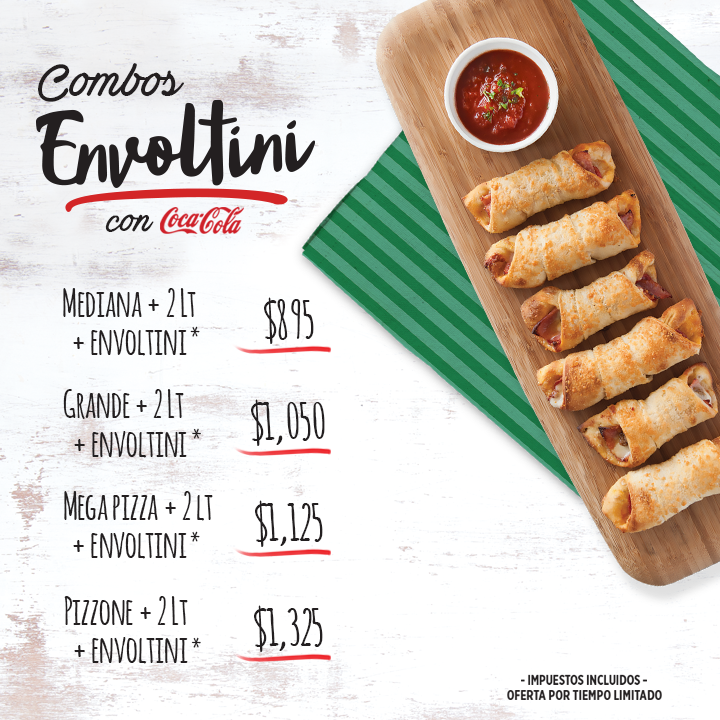 Combos
Envoltini
con Coca-Cola
MEDIANA + 2 LT
+ ENVOLTINI *
$895
GRANDE + 2 LT
+ ENVOLTINI *
$1,050
MEGA PIZZA + 2 LT
+ ENVOLTINI *
$1,125
PIZZONE + 2 LT
+ ENVOLTINI *
$1,325
- IMPUESTOS INCLUIDOS -
OFERTA POR TIEMPO LIMITADO